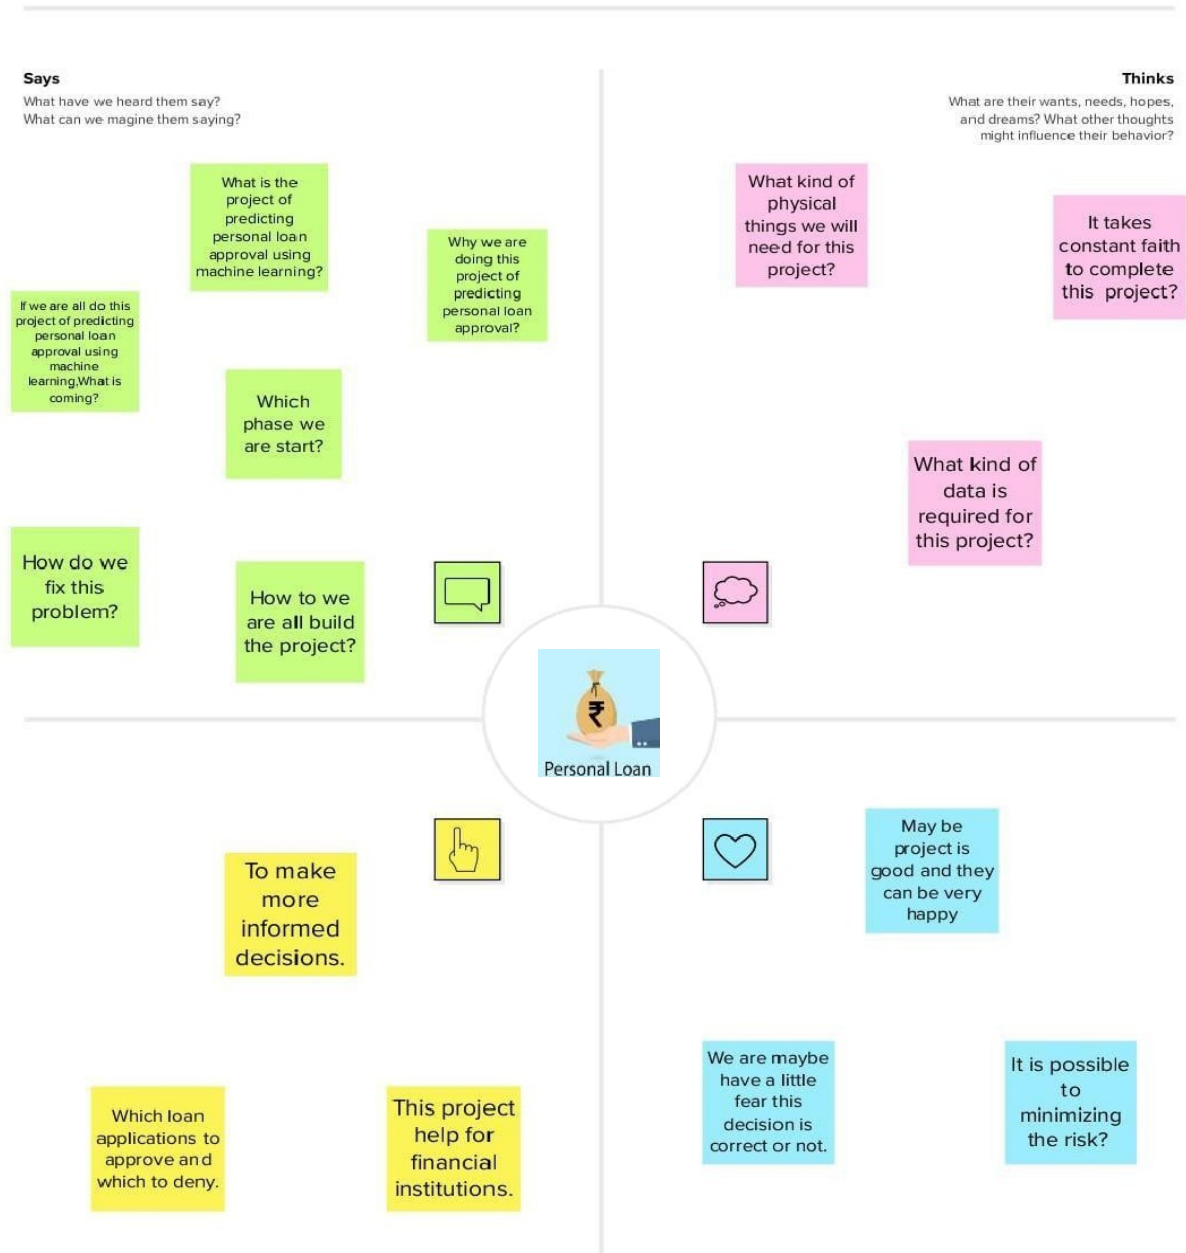 Says
What have we heard them say?
What can we magine them saying?
Thinks
What are their wants, needs, hopes,
and dreams? What other thoughts
might influence their behavior?
What is the
project of
predicting
personal loan
approval using
machine learning?
Why we are
doing this
project of
predicting
personal loan
approval?
If we are all do this
project of predicting
personal loan
approval using
machine
learning,What is
coming?
Which
phase we
are start?
How do we
fix this
problem?
How to we
are all build
the project?
What kind of
physical
things we will
need for this
project?
It takes
constant faith
to complete
this project?
What kind of
data is
required for
this project?
₹
Personal Loan
To make
more
informed
decisions.
Which loan
applications to
approve and
which to deny.
This project
help for
financial
institutions.
May be
project is
good and they
can be very
happy
We are maybe
have a little
fear this
decision is
correct or not.
It is possible
to
minimizing
the risk?